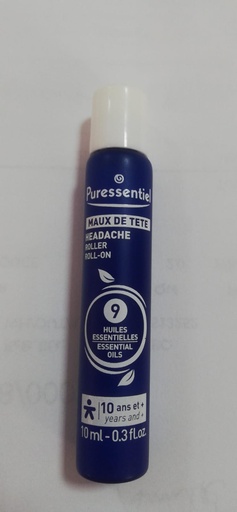 Puressentiel
MAUX DE TETE
HEADACHE
ROLLER
ROLL-ON
9
HUILES
ESSENTIELLES
ESSENTIAL
OILS
10 ans et +
years and +
10 ml - 0.3 fl.oz.